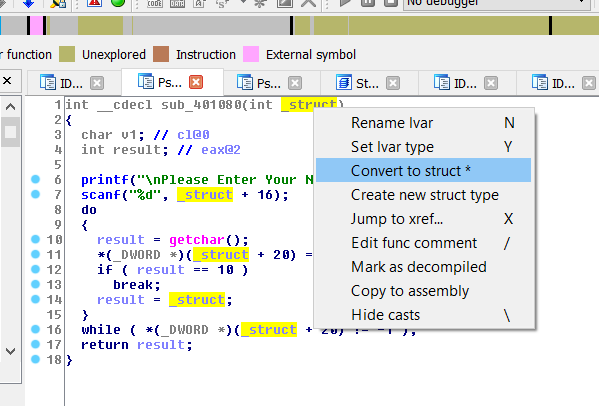 No debugger
r function Unexplored Instruction External symbol
ID... Ps... Ps... St... ID... ID...
1 int __cdecl sub_401080(int _struct)
2 {
3 char v1; // cl@0
4 int result; // eax@2
5
6 printf("\nPlease Enter Your N
7 scanf("%d", _struct + 16);
8 do
9 {
10 result = getchar();
11 *(_DWORD *)(_struct + 20) =
12 if ( result == 10 )
13 break;
14 result = _struct;
15 }
16 while ( *(_DWORD *)(_struct + 20) != -1 );
17 return result;
18 }
Rename lvar N
Set lvar type Y
Convert to struct *
Create new struct type
Jump to xref... X
Edit func comment /
Mark as decompiled
Copy to assembly
Hide casts \